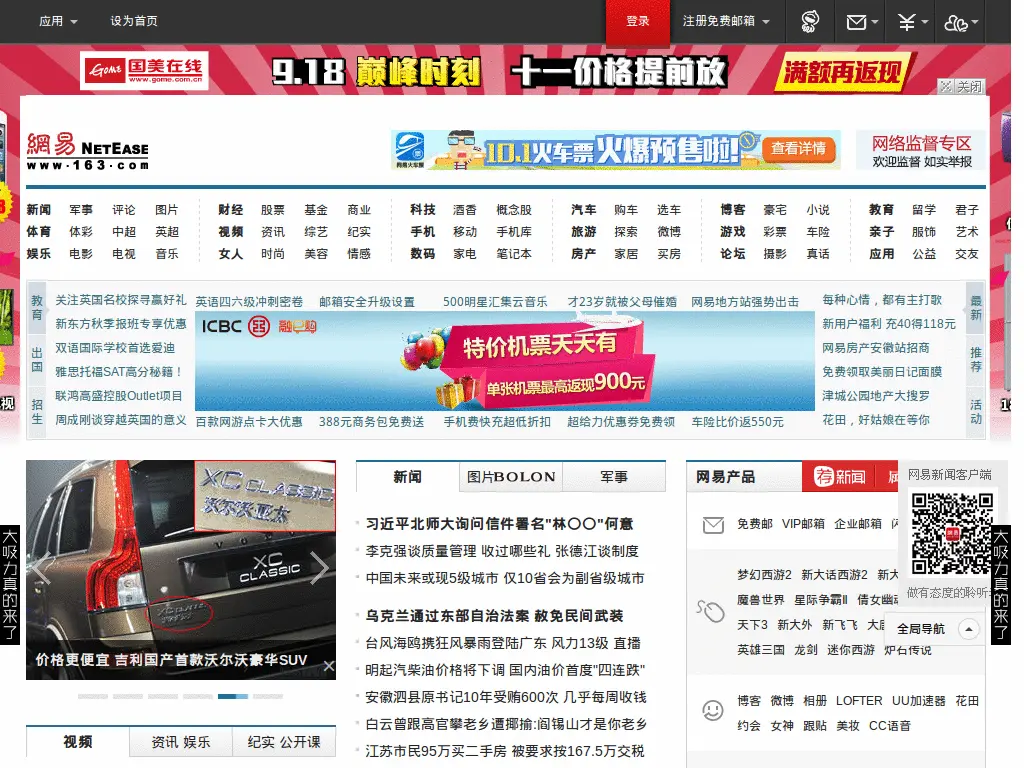 应用 设为首页 登录 注册免费邮箱
GOME 国美在线 www.gome.com.cn 9.18 巅峰时刻 十一价格提前放 满额再返现
关闭
網易 NETEASE www.163.com
网易火车票 10.1火车票火爆预售啦! 查看详情
网络监督专区
欢迎监督 如实举报
新闻 军事 评论 图片 财经 股票 基金 商业 科技 酒香 概念股 汽车 购车 选车 博客 豪宅 小说 教育 留学 君子
体育 体彩 中超 英超 视频 资讯 综艺 纪实 手机 移动 手机库 旅游 探索 微博 游戏 彩票 车险 亲子 服饰 艺术
娱乐 电影 电视 音乐 女人 时尚 美容 情感 数码 家电 笔记本 房产 家居 买房 论坛 摄影 真话 应用 公益 交友
教育
出国
招生
关注英国名校探寻赢好礼
新东方秋季报班专享优惠
双语国际学校首选爱迪
雅思托福SAT高分秘籍！
联鸿高盛控股Outlet项目
周成刚谈穿越英国的意义
英语四六级冲刺密卷 邮箱安全升级设置 500明星汇集云音乐 才23岁就被父母催婚 网易地方站强势出击
ICBC 融e购
特价机票天天有
单张机票最高返现900元
百款网游点卡大优惠 388元商务包免费送 手机费快充超低折扣 超给力优惠券免费领 车险比价返550元
每种心情，都有主打歌
新用户福利 充40得118元
网易房产安徽站招商
免费领取美丽日记面膜
津城公园地产大搜罗
花田，好姑娘在等你
最新
推荐
活动
XC CLASSIC
沃尔沃亚太
VOLVO
XC
CLASSIC
价格更便宜 吉利国产首款沃尔沃豪华SUV
视频 资讯 娱乐 纪实 公开课
新闻 图片BOLON 军事
习近平北师大询问信件署名"林〇〇"何意
李克强谈质量管理 收过哪些礼 张德江谈制度
中国未来或现5级城市 仅10省会为副省级城市
乌克兰通过东部自治法案 赦免民间武装
台风海鸥携狂风暴雨登陆广东 风力13级 直播
明起汽柴油价格将下调 国内油价首度"四连跌"
安徽泗县原书记10年受贿600次 几乎每周收钱
白云曾跟高官攀老乡遭揶揄:阎锡山才是你老乡
江苏市民95万买二手房 被要求按167.5万交税
网易产品 荐新闻
免费邮 VIP邮箱 企业邮箱
梦幻西游2 新大话西游2 新大
魔兽世界 星际争霸II 倩女幽
天下3 新大外 新飞飞 大
英雄三国 龙剑 迷你西游 炉石传说
博客 微博 相册 LOFTER UU加速器 花田
约会 女神 跟贴 美妆 CC语音
网易新闻客户端
网易新闻
做有态度的聆听
全局导航
大吸力真的来了
大吸力真的来了
视